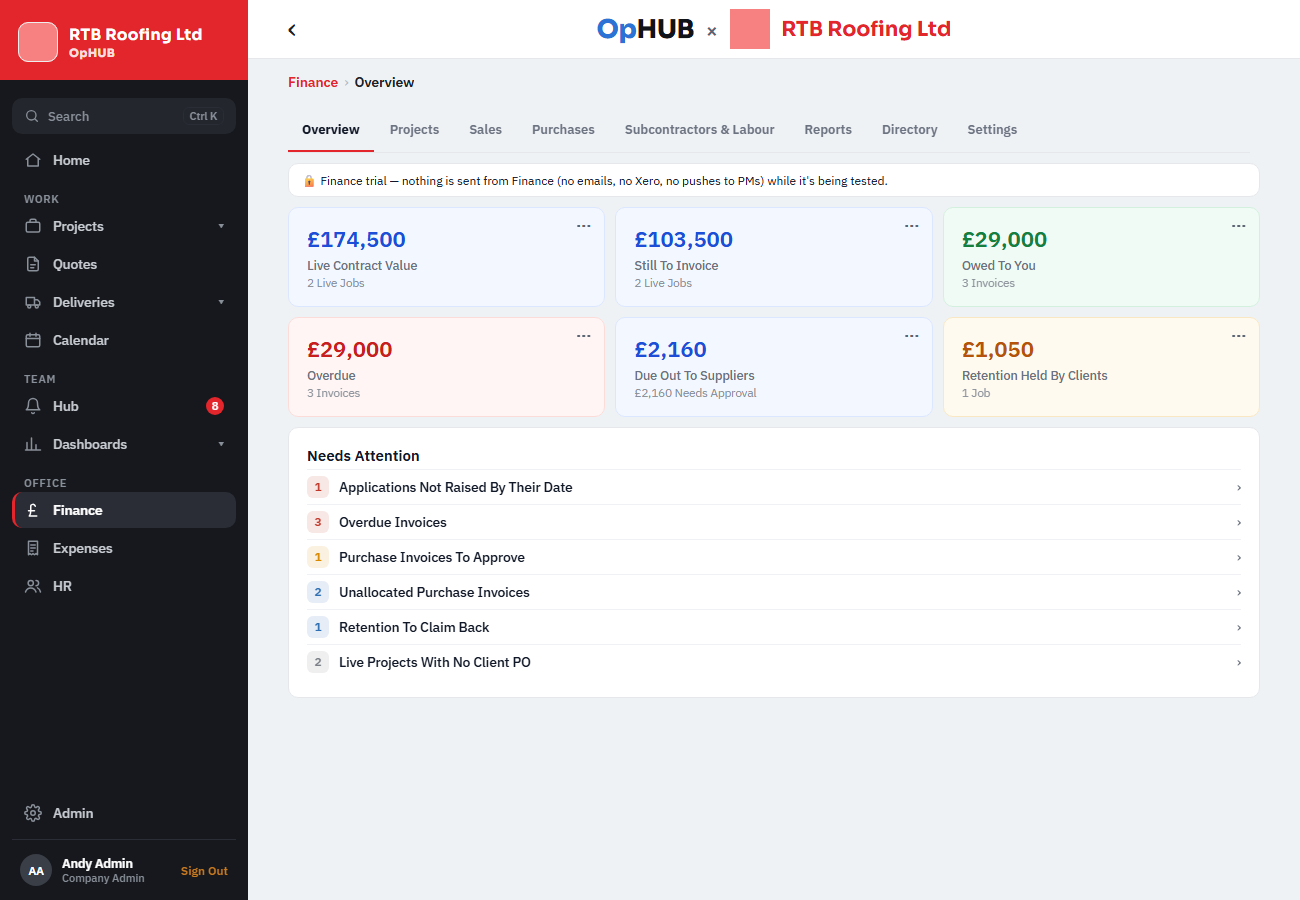 RTB Roofing Ltd
OpHUB
Search
Ctrl K
Home
WORK
Projects
Quotes
Deliveries
Calendar
TEAM
Hub
8
Dashboards
OFFICE
£ Finance
Expenses
HR
Admin
AA
Andy Admin
Company Admin
Sign Out
OpHUB × RTB Roofing Ltd
Finance › Overview
Overview
Projects
Sales
Purchases
Subcontractors & Labour
Reports
Directory
Settings
🔒 Finance trial — nothing is sent from Finance (no emails, no Xero, no pushes to PMs) while it's being tested.
£174,500
Live Contract Value
2 Live Jobs
£103,500
Still To Invoice
2 Live Jobs
£29,000
Owed To You
3 Invoices
£29,000
Overdue
3 Invoices
£2,160
Due Out To Suppliers
£2,160 Needs Approval
£1,050
Retention Held By Clients
1 Job
Needs Attention
1 Applications Not Raised By Their Date ›
3 Overdue Invoices ›
1 Purchase Invoices To Approve ›
2 Unallocated Purchase Invoices ›
1 Retention To Claim Back ›
2 Live Projects With No Client PO ›